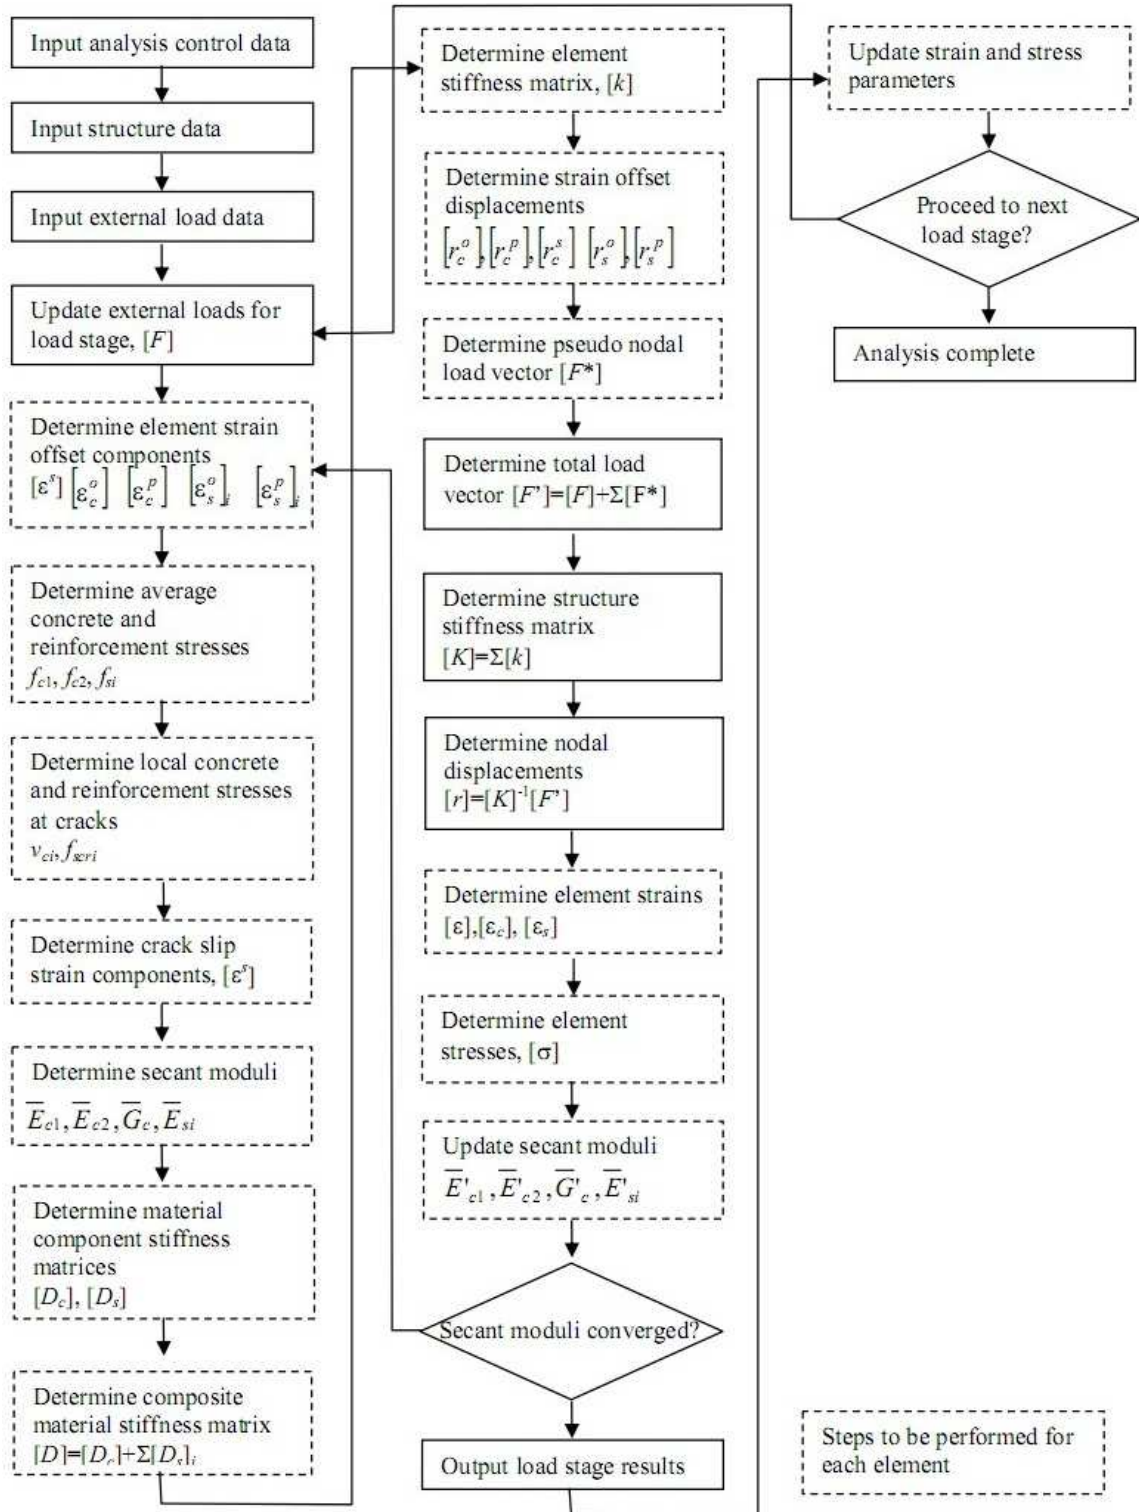 Input analysis control data
Input structure data
Input external load data
Update external loads for
load stage, [F]
Determine element strain
offset components
[εˢ] [ε_c^o] [ε_c^p] [ε_s^o]_i [ε_s^p]_i
Determine average
concrete and
reinforcement stresses
f_c1, f_c2, f_si
Determine local concrete
and reinforcement stresses
at cracks
v_ci, f_scri
Determine crack slip
strain components, [εˢ]
Determine secant moduli
E̅_c1, E̅_c2, G̅_c, E̅_si
Determine material
component stiffness
matrices
[D_c], [D_s]
Determine composite
material stiffness matrix
[D]=[D_c]+Σ[D_s]_i
Determine element
stiffness matrix, [k]
Determine strain offset
displacements
[r_c^o],[r_c^p],[r_c^s] [r_s^o],[r_s^p]
Determine pseudo nodal
load vector [F*]
Determine total load
vector [F’]=[F]+Σ[F*]
Determine structure
stiffness matrix
[K]=Σ[k]
Determine nodal
displacements
[r]=[K]⁻¹[F’]
Determine element strains
[ε],[ε_c], [ε_s]
Determine element
stresses, [σ]
Update secant moduli
E̅'_c1, E̅'_c2, G̅'_c, E̅'_si
Secant moduli converged?
Output load stage results
Update strain and stress
parameters
Proceed to next
load stage?
Analysis complete
Steps to be performed for
each element